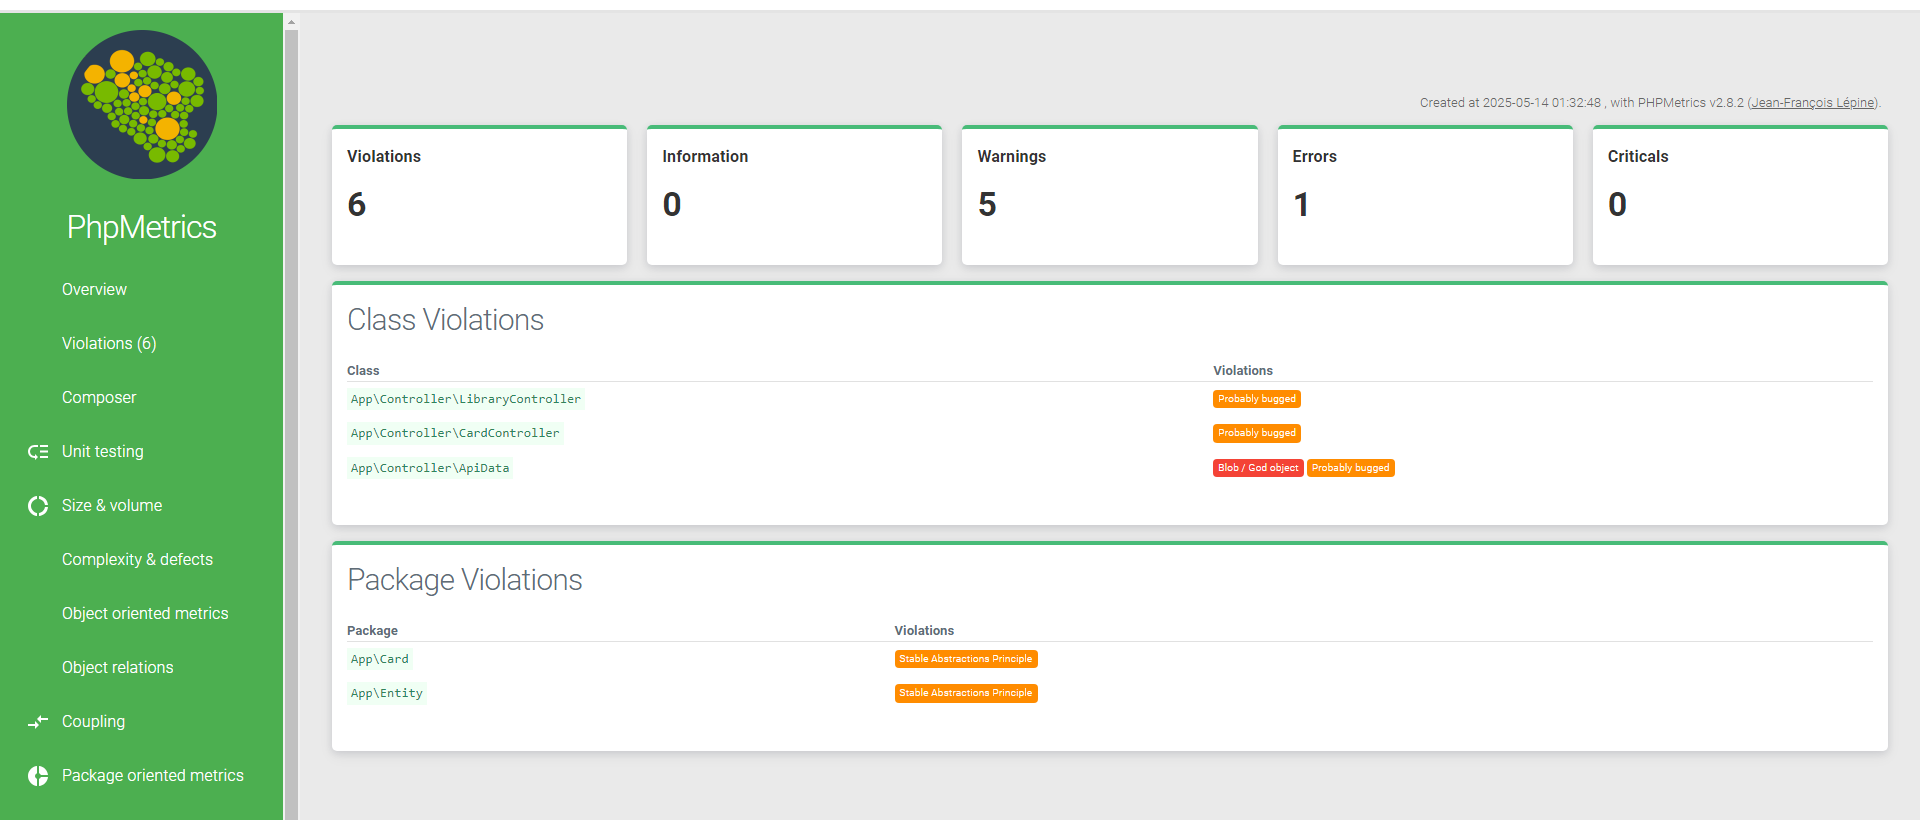 PhpMetrics
Overview
Violations (6)
Composer
Unit testing
Size & volume
Complexity & defects
Object oriented metrics
Object relations
Coupling
Package oriented metrics
Created at 2025-05-14 01:32:48 , with PHPMetrics v2.8.2 (Jean-François Lépine).
Violations
6
Information
0
Warnings
5
Errors
1
Criticals
0
Class Violations
Class Violations
App\Controller\LibraryController Probably bugged
App\Controller\CardController Probably bugged
App\Controller\ApiData Blob / God object Probably bugged
Package Violations
Package Violations
App\Card Stable Abstractions Principle
App\Entity Stable Abstractions Principle